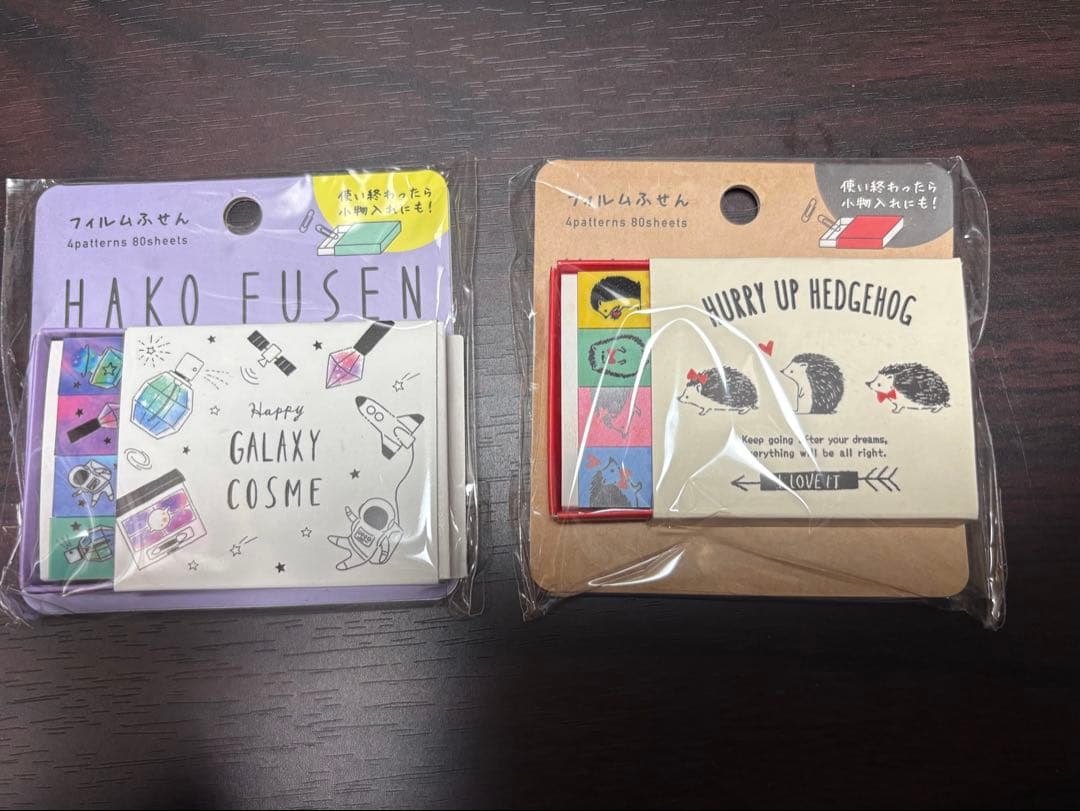 フィルムふせん
4patterns 80sheets
使い終わったら
小物入れにも!
HAKO FUSEN
Happy
GALAXY
COSME
フィルムふせん
4patterns 80sheets
使い終わったら
小物入れにも!
HURRY UP HEDGEHOG
Keep going after your dreams,
everything will be all right.
I LOVE IT